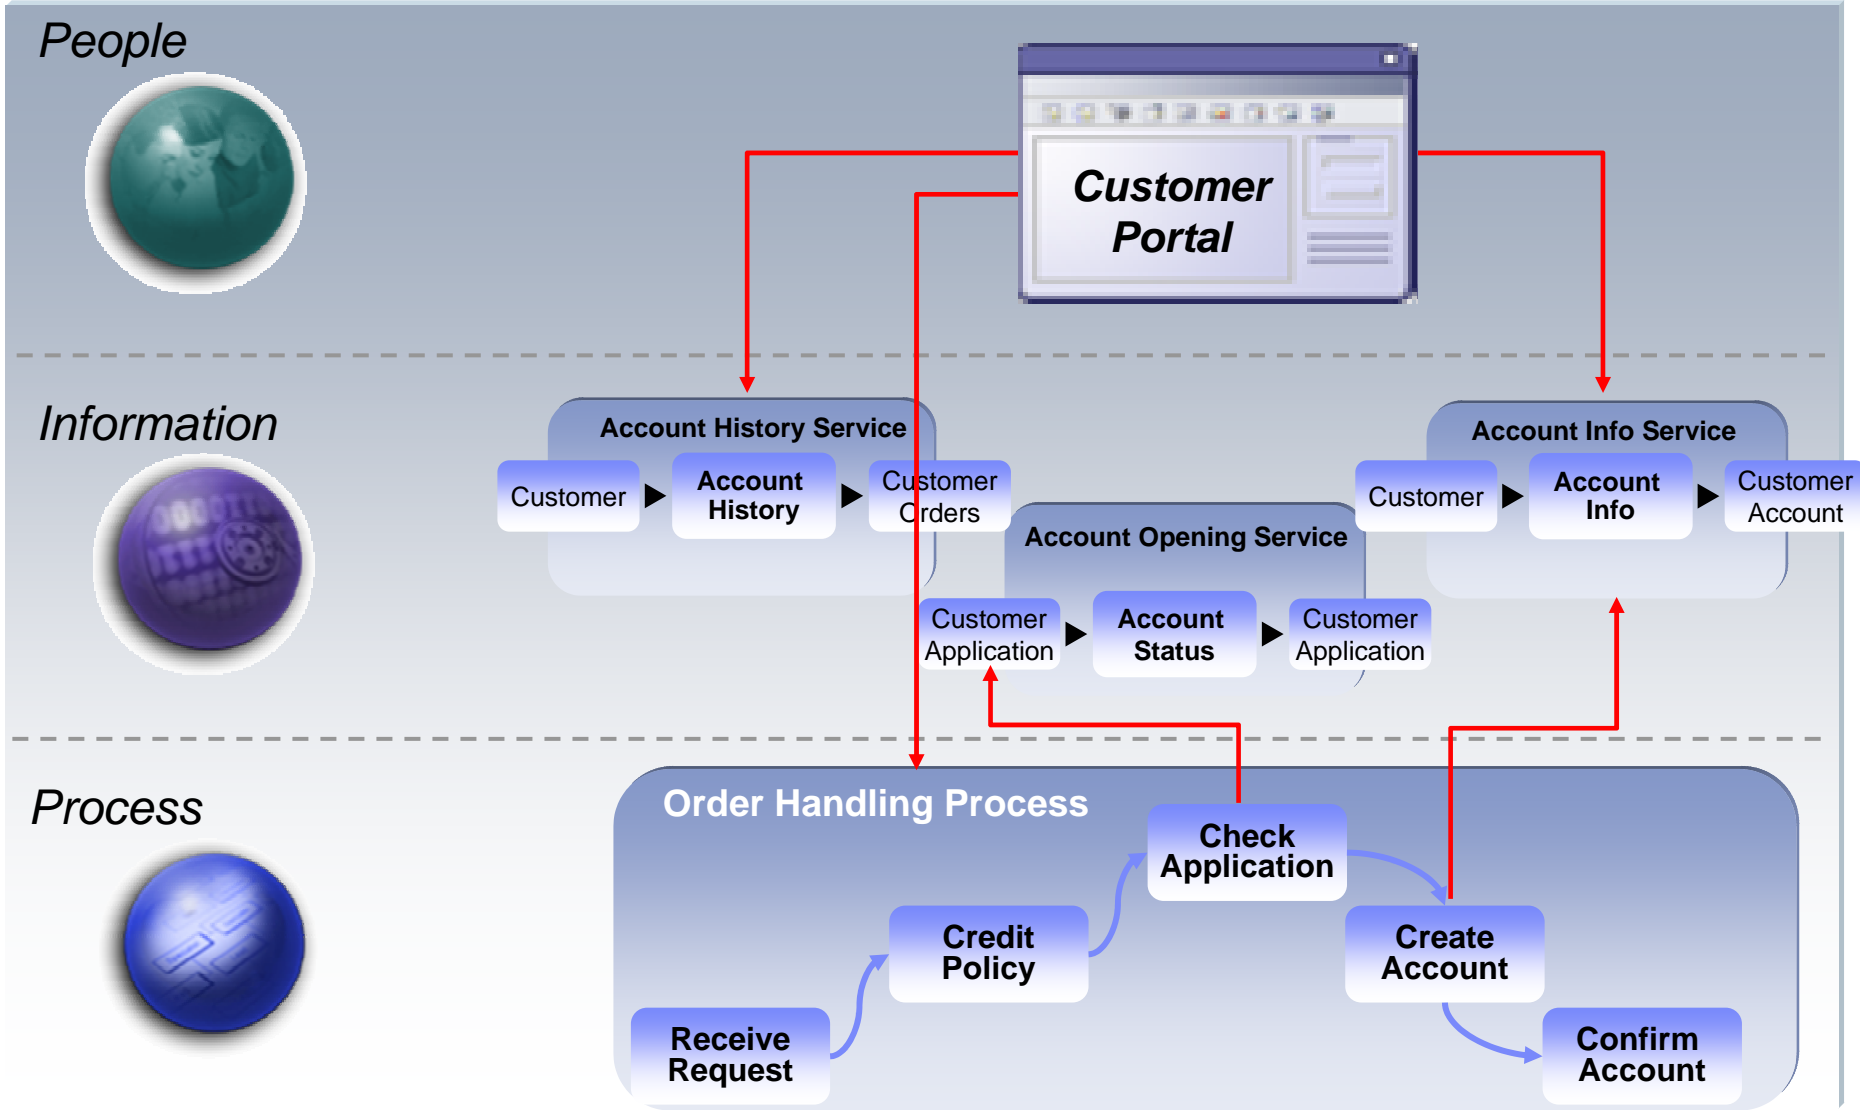 People
Customer
Portal
Information
Account History Service
Customer
Account
History
Customer
Orders
Account Opening Service
Customer
Application
Account
Status
Customer
Application
Account Info Service
Customer
Account
Info
Customer
Account
Process
Order Handling Process
Receive
Request
Credit
Policy
Check
Application
Create
Account
Confirm
Account